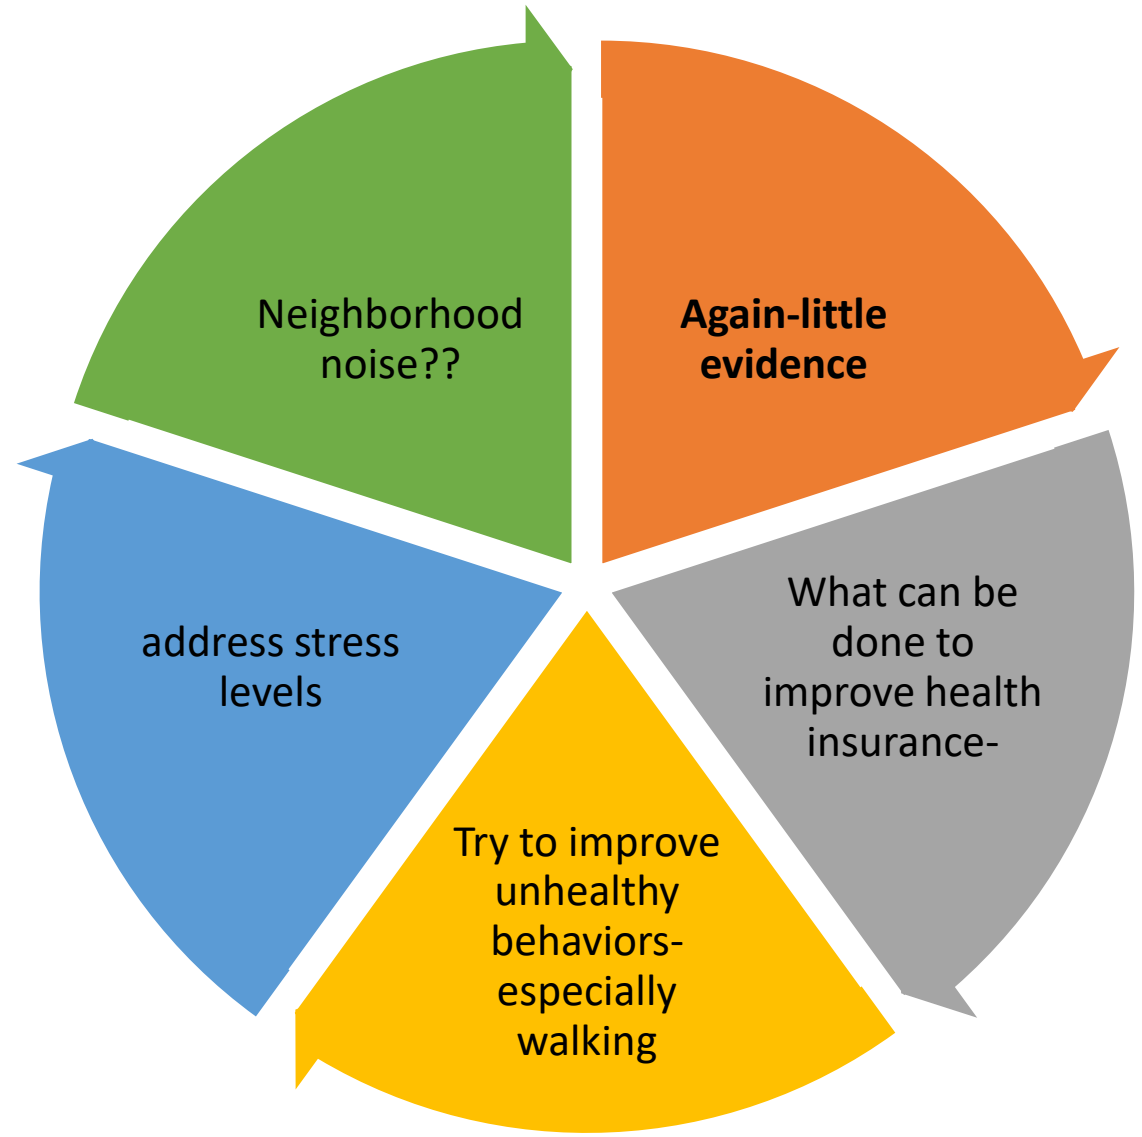 Again-little
evidence
What can be
done to
improve health
insurance-
Try to improve
unhealthy
behaviors-
especially
walking
address stress
levels
Neighborhood
noise??